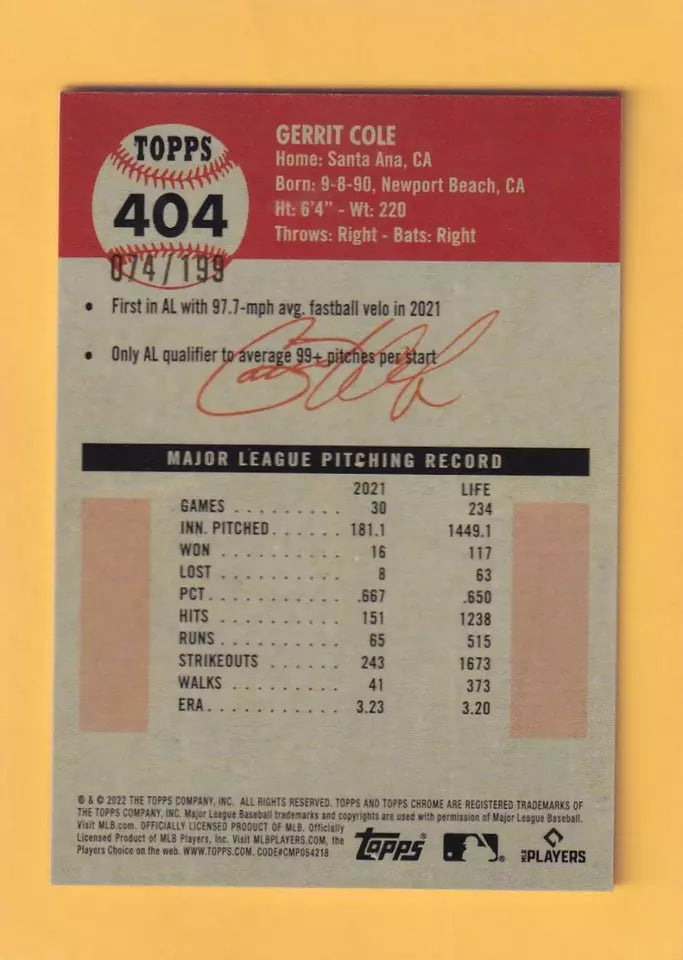 TOPPS
404
074/199
GERRIT COLE
Home: Santa Ana, CA
Born: 9-8-90, Newport Beach, CA
Ht: 6'4" - Wt: 220
Throws: Right - Bats: Right
• First in AL with 97.7-mph avg. fastball velo in 2021
• Only AL qualifier to average 99+ pitches per start
MAJOR LEAGUE PITCHING RECORD
2021 LIFE
GAMES . . . . . . . . . . 30 234
INN. PITCHED. . . . . . 181.1 1449.1
WON . . . . . . . . . . . 16 117
LOST . . . . . . . . . . . 8 63
PCT. . . . . . . . . . . . .667 .650
HITS . . . . . . . . . . . 151 1238
RUNS . . . . . . . . . . . 65 515
STRIKEOUTS . . . . . . 243 1673
WALKS . . . . . . . . . 41 373
ERA. . . . . . . . . . . . 3.23 3.20
® & © 2022 THE TOPPS COMPANY, INC. ALL RIGHTS RESERVED. TOPPS AND TOPPS CHROME ARE REGISTERED TRADEMARKS OF
THE TOPPS COMPANY, INC. Major League Baseball trademarks and copyrights are used with permission of Major League Baseball.
Visit MLB.com. OFFICIALLY LICENSED PRODUCT OF MLB. Officially
Licensed Product of MLB Players, Inc. Visit MLBPLAYERS.COM, the
Players Choice on the web. WWW.TOPPS.COM. CODE#CMP054218
Topps®
MLB PLAYERS